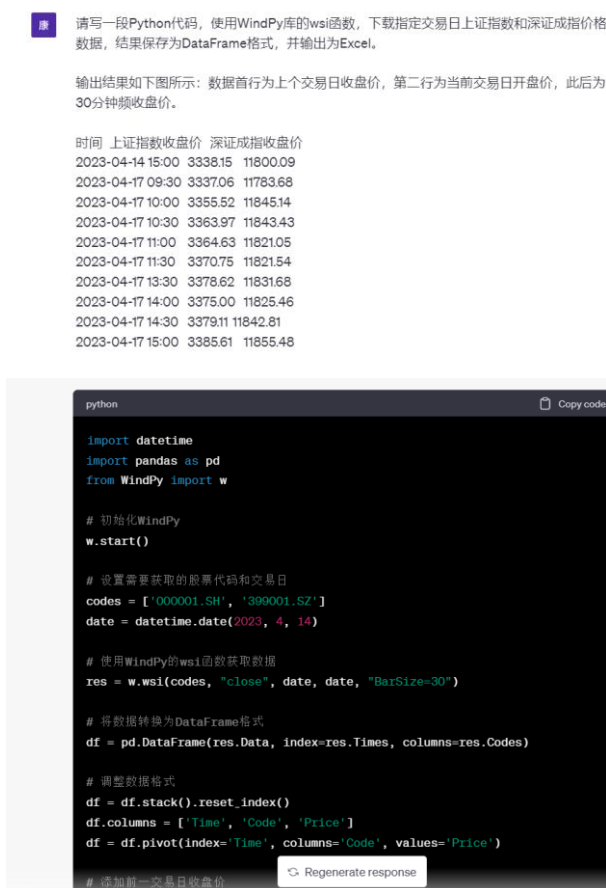 康
请写一段Python代码，使用WindPy库的wsi函数，下载指定交易日上证指数和深证成指价格
数据，结果保存为DataFrame格式，并输出为Excel。
输出结果如下图所示：数据首行为上个交易日收盘价，第二行为当前交易日开盘价，此后为
30分钟频收盘价。
时间 上证指数收盘价 深证成指收盘价
2023-04-14 15:00 3338.15 11800.09
2023-04-17 09:30 3337.06 11783.68
2023-04-17 10:00 3355.52 11845.14
2023-04-17 10:30 3363.97 11843.43
2023-04-17 11:00 3364.63 11821.05
2023-04-17 11:30 3370.75 11821.54
2023-04-17 13:30 3378.62 11831.68
2023-04-17 14:00 3375.00 11825.46
2023-04-17 14:30 3379.11 11842.81
2023-04-17 15:00 3385.61 11855.48
python Copy code
import datetime
import pandas as pd
from WindPy import w
# 初始化WindPy
w.start()
# 设置需要获取的股票代码和交易日
codes = ['000001.SH', '399001.SZ']
date = datetime.date(2023, 4, 14)
# 使用WindPy的wsi函数获取数据
res = w.wsi(codes, "close", date, date, "BarSize=30")
# 将数据转换为DataFrame格式
df = pd.DataFrame(res.Data, index=res.Times, columns=res.Codes)
# 调整数据格式
df = df.stack().reset_index()
df.columns = ['Time', 'Code', 'Price']
df = df.pivot(index='Time', columns='Code', values='Price')
Regenerate response
# 添加前一交易日收盘价